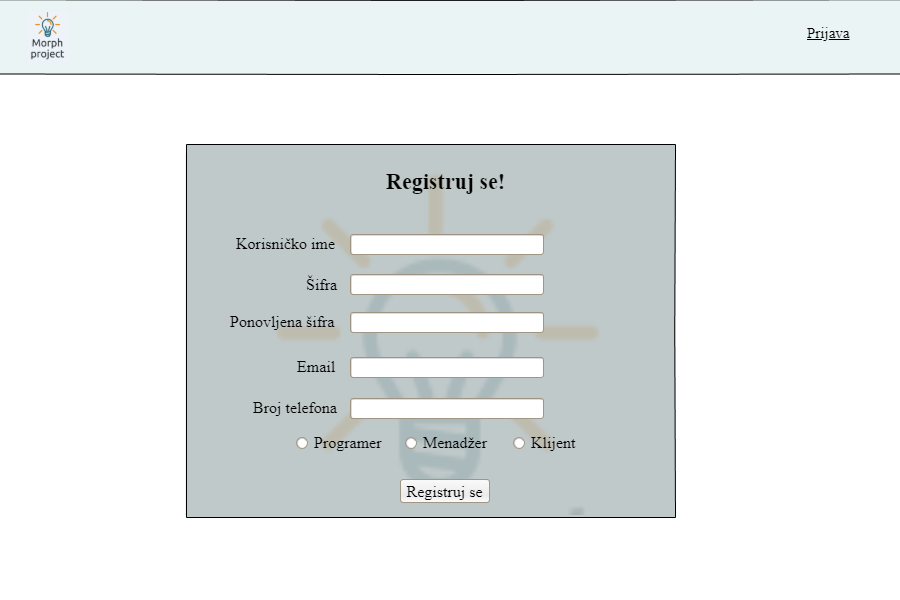 Morph
project
Prijava
Registruj se!
Korisničko ime
Šifra
Ponovljena šifra
Email
Broj telefona
Programer Menadžer Klijent
Registruj se